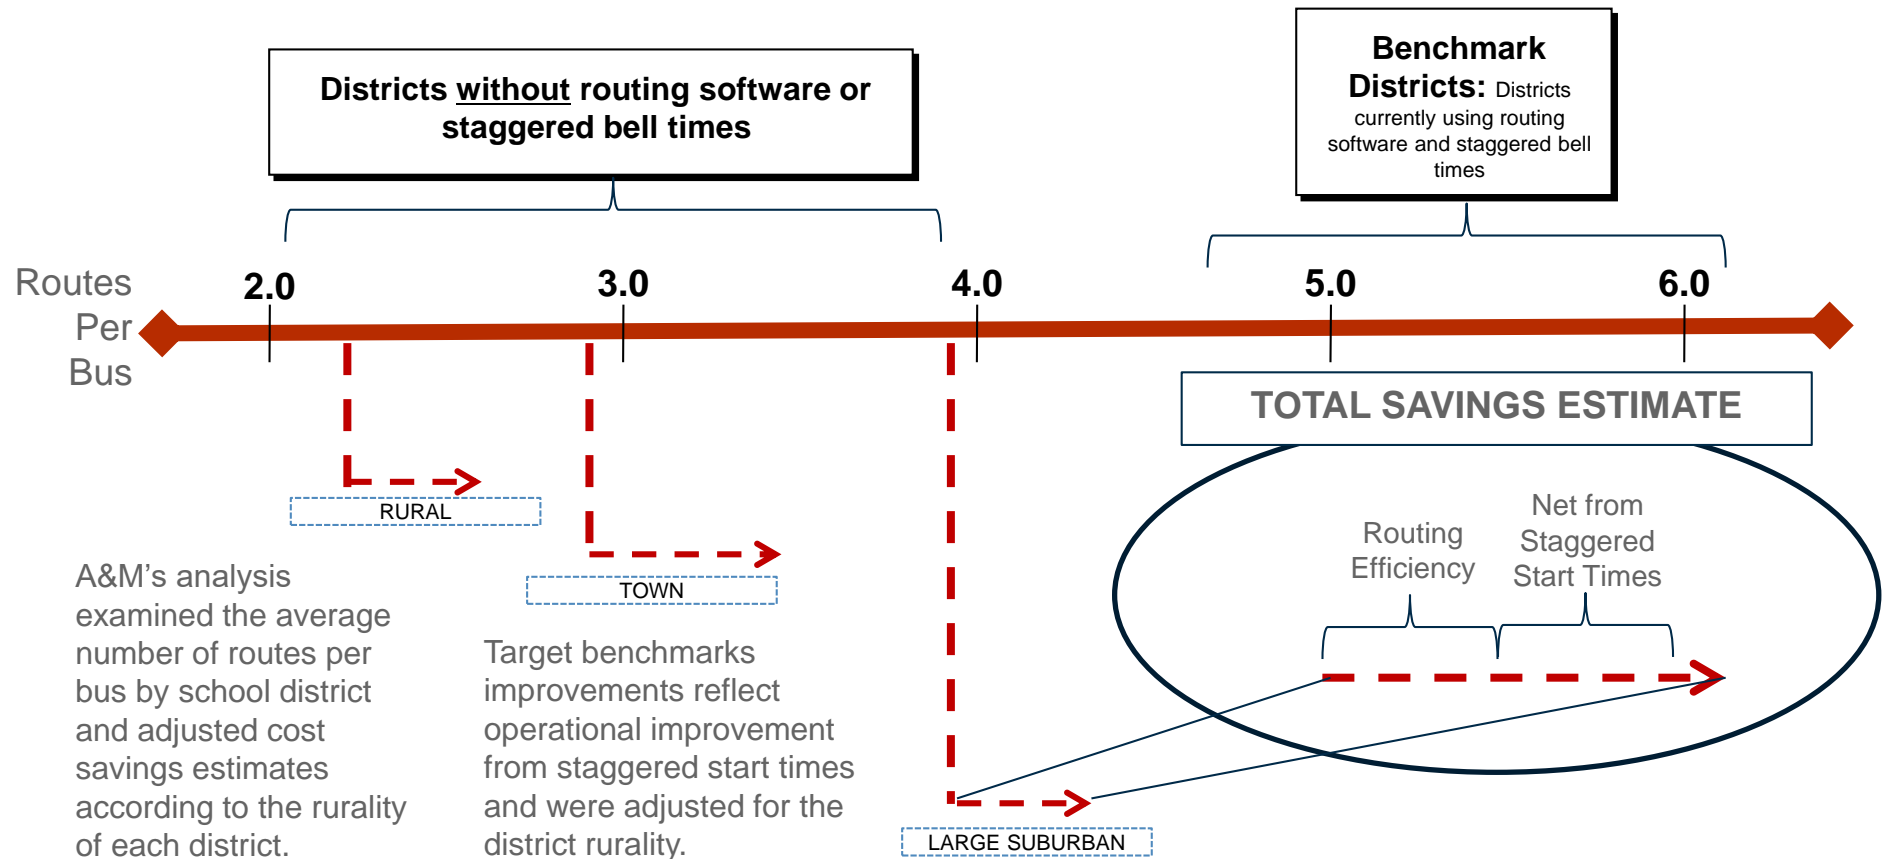 Districts without routing software or
staggered bell times
Benchmark
Districts: Districts
currently using routing
software and staggered bell
times
Routes
Per
Bus
2.0
3.0
4.0
5.0
6.0
TOTAL SAVINGS ESTIMATE
RURAL
TOWN
LARGE SUBURBAN
Routing
Efficiency
Net from
Staggered
Start Times
A&M’s analysis
examined the average
number of routes per
bus by school district
and adjusted cost
savings estimates
according to the rurality
of each district.
Target benchmarks
improvements reflect
operational improvement
from staggered start times
and were adjusted for the
district rurality.